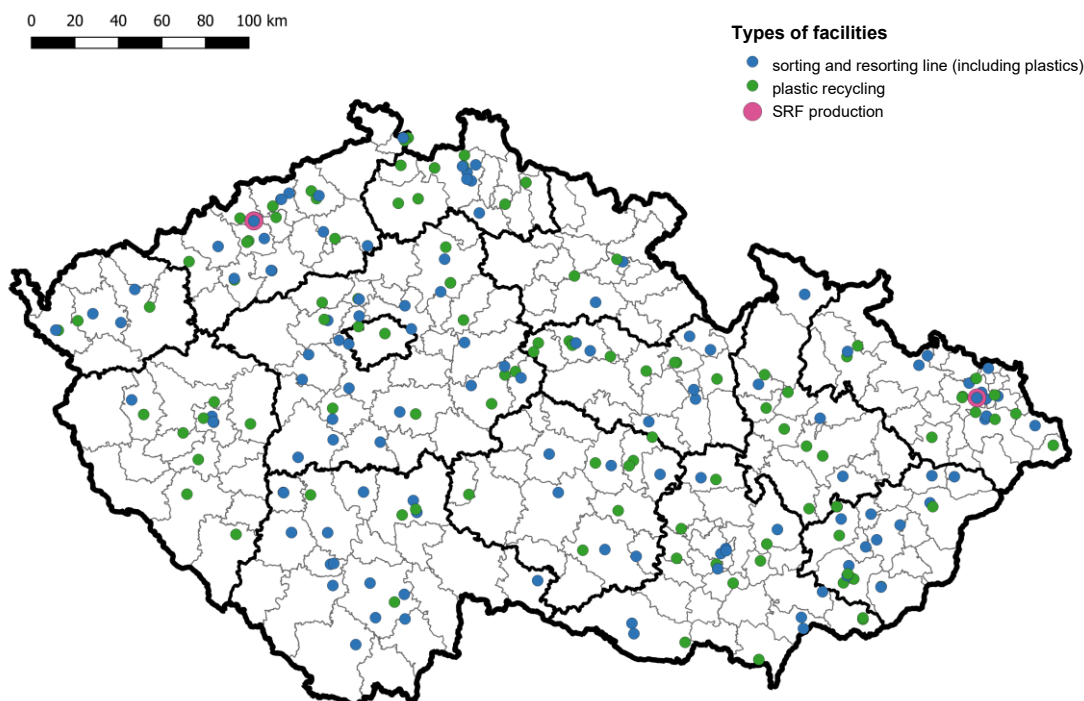 0 20 40 60 80 100 km
Types of facilities
sorting and resorting line (including plastics)
plastic recycling
SRF production